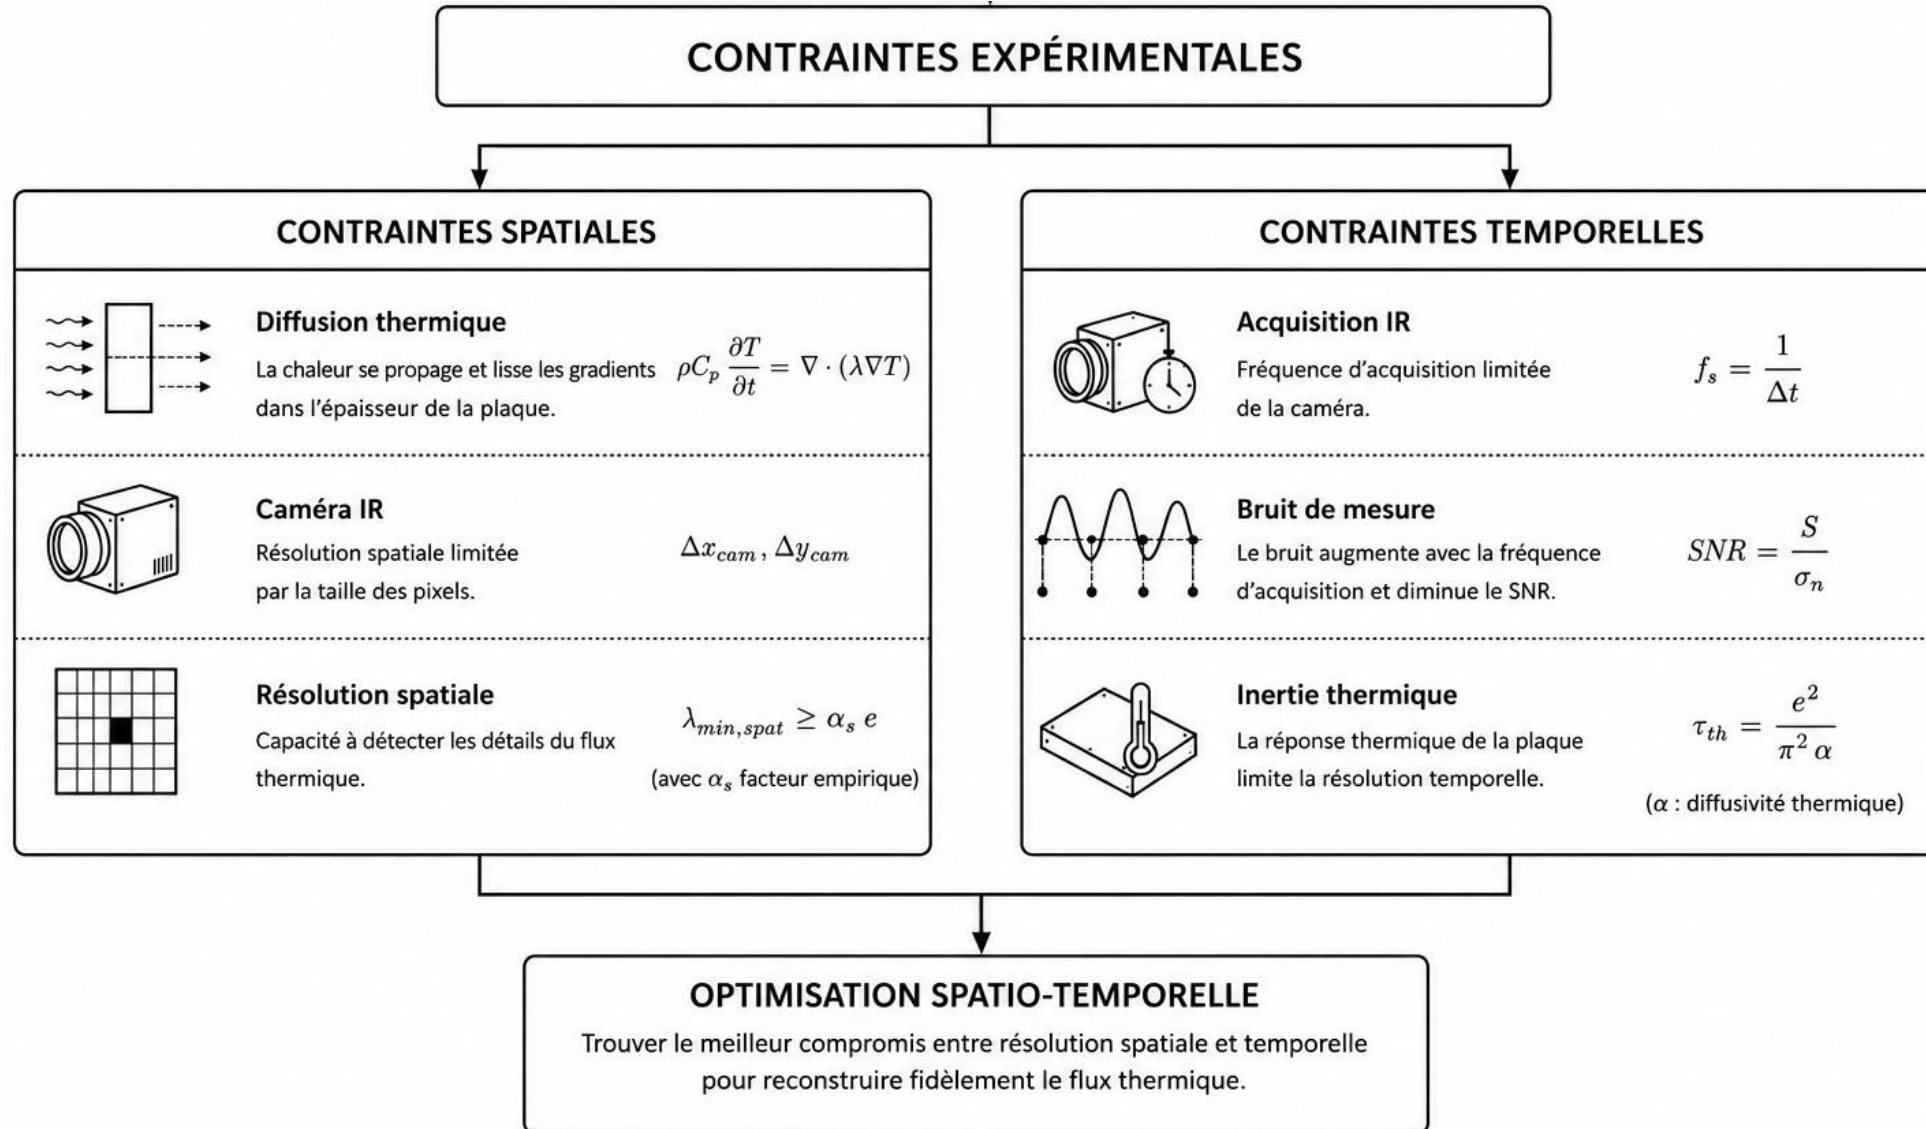 CONTRAINTES EXPÉRIMENTALES
CONTRAINTES SPATIALES
Diffusion thermique
La chaleur se propage et lisse les gradients
dans l’épaisseur de la plaque.
ρC_p ∂T/∂t = ∇ · (λ∇T)
Caméra IR
Résolution spatiale limitée
par la taille des pixels.
Δx_cam , Δy_cam
Résolution spatiale
Capacité à détecter les détails du flux
thermique.
λ_min,spat ≥ α_s e
(avec α_s facteur empirique)
CONTRAINTES TEMPORELLES
Acquisition IR
Fréquence d’acquisition limitée
de la caméra.
f_s = 1/Δt
Bruit de mesure
Le bruit augmente avec la fréquence
d’acquisition et diminue le SNR.
SNR = S/σ_n
Inertie thermique
La réponse thermique de la plaque
limite la résolution temporelle.
τ_th = e²/π² α
(α : diffusivité thermique)
OPTIMISATION SPATIO-TEMPORELLE
Trouver le meilleur compromis entre résolution spatiale et temporelle
pour reconstruire fidèlement le flux thermique.